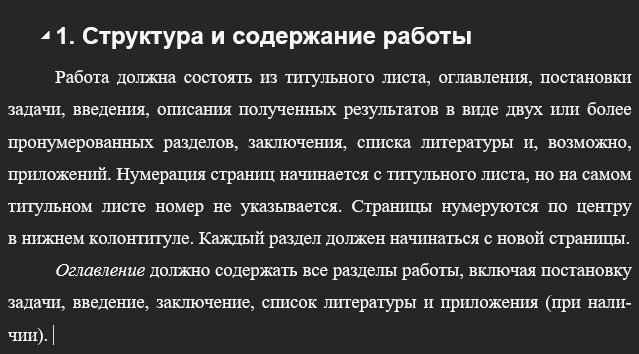 1. Структура и содержание работы
Работа должна состоять из титульного листа, оглавления, постановки
задачи, введения, описания полученных результатов в виде двух или более
пронумерованных разделов, заключения, списка литературы и, возможно,
приложений. Нумерация страниц начинается с титульного листа, но на самом
титульном листе номер не указывается. Страницы нумеруются по центру
в нижнем колонтитуле. Каждый раздел должен начинаться с новой страницы.
Оглавление должно содержать все разделы работы, включая постановку
задачи, введение, заключение, список литературы и приложения (при нали-
чии).